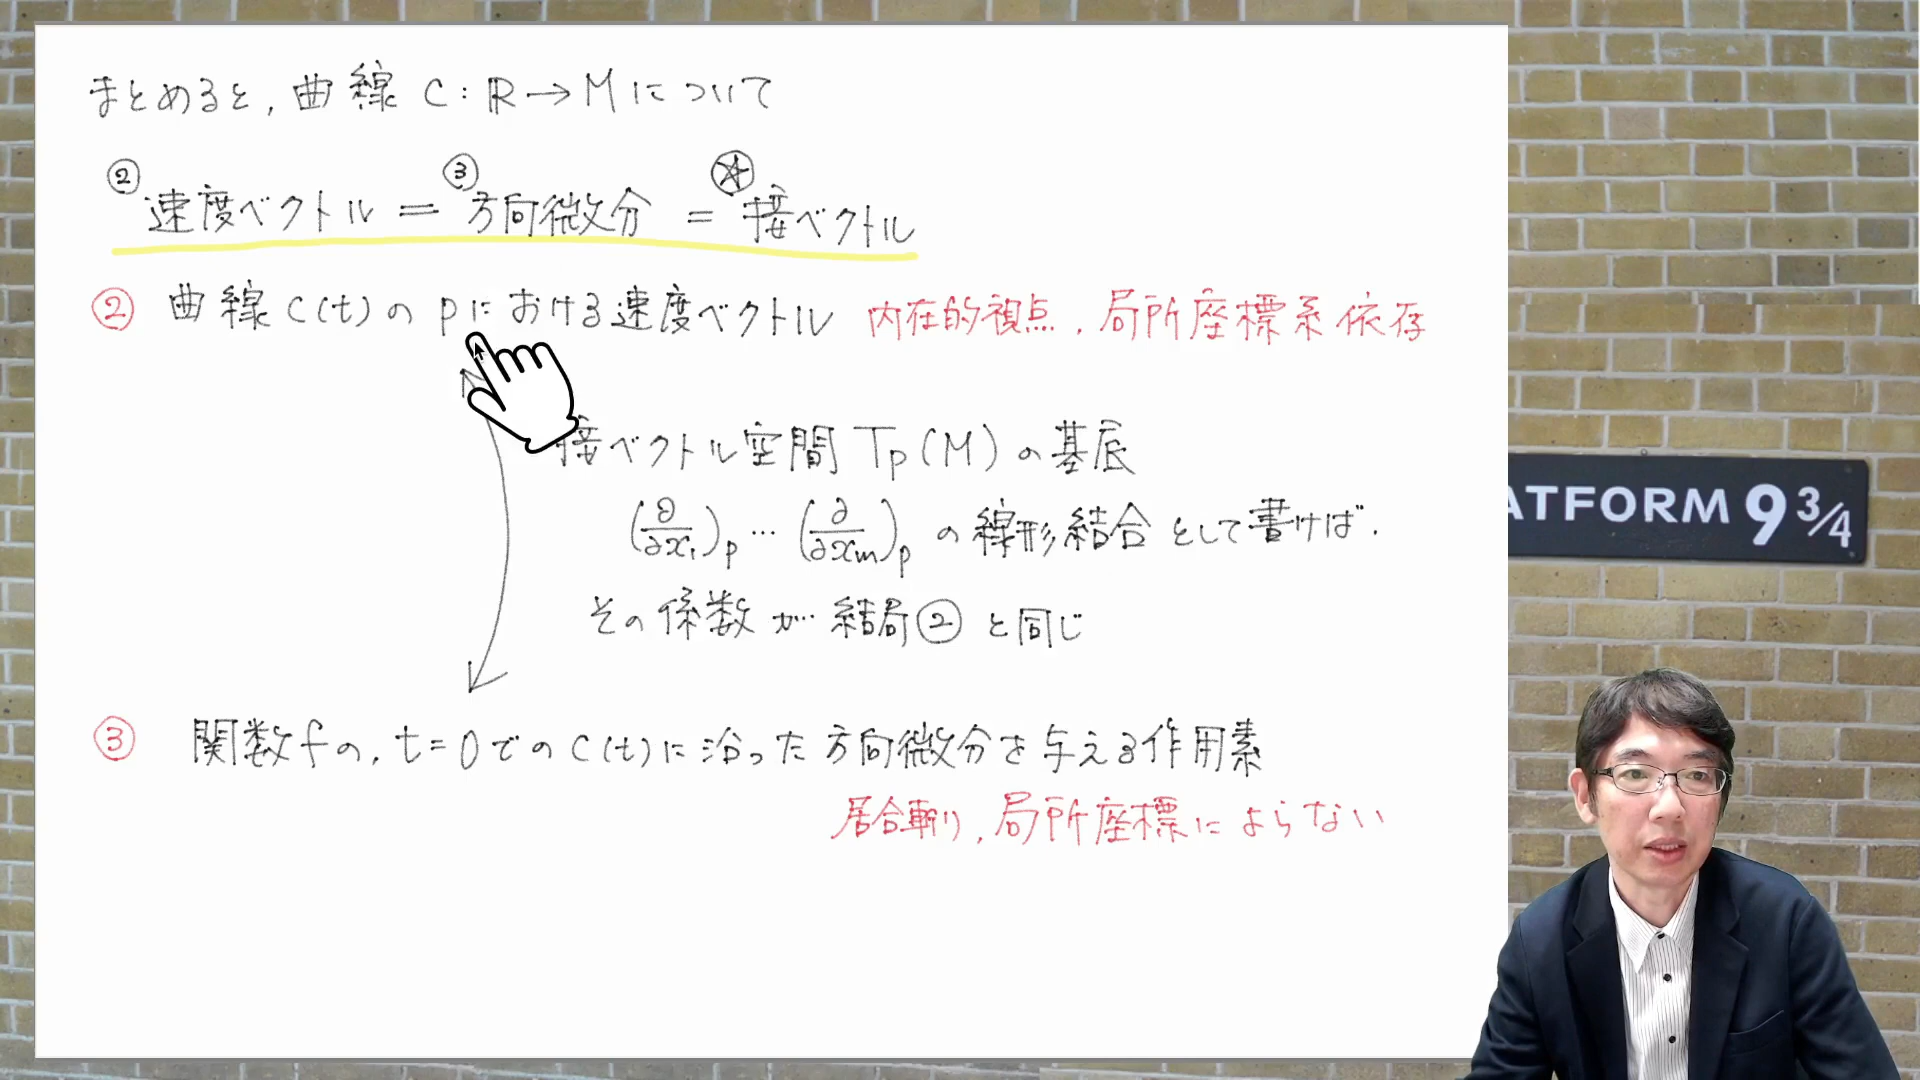 まとめると, 曲線 C: ℝ→M について
② 速度ベクトル = ③ 方向微分 = ☆ 接ベクトル
② 曲線 C(t) の p における速度ベクトル 内在的視点, 局所座標系依存
接ベクトル空間 Tp(M) の基底
(∂/∂x₁)p … (∂/∂xm)p の線形結合として書けば,
その係数が…結局②と同じ
③ 関数fの, t=0でのC(t)に沿った方向微分を与える作用素
居合斬り, 局所座標によらない
ATFORM 9 3/4